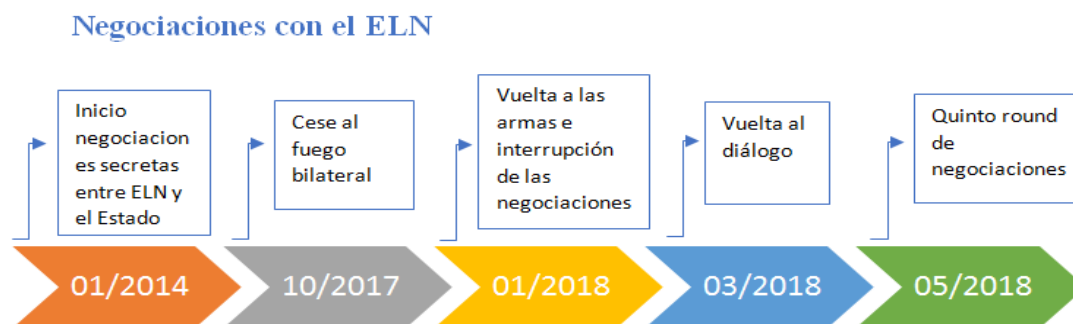 Negociaciones con el ELN
Inicio
negociacion
es secretas
entre ELN y
el Estado
Cese al
fuego
bilateral
Vuelta a las
armas e
interrupción
de las
negociaciones
Vuelta al
diálogo
Quinto round
de
negociaciones
01/2014
10/2017
01/2018
03/2018
05/2018